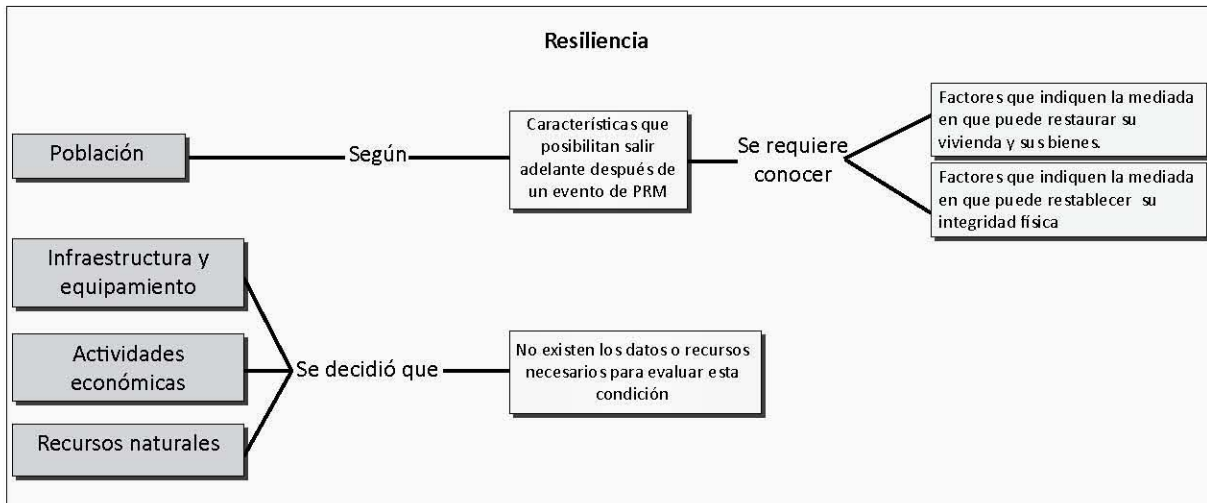 Resiliencia
Población
Según
Características que
posibilitan salir
adelante después de
un evento de PRM
Se requiere
conocer
Factores que indiquen la mediada
en que puede restaurar su
vivienda y sus bienes.
Factores que indiquen la mediada
en que puede restablecer su
integridad física
Infraestructura y
equipamiento
Actividades
económicas
Recursos naturales
Se decidió que
No existen los datos o recursos
necesarios para evaluar esta
condición